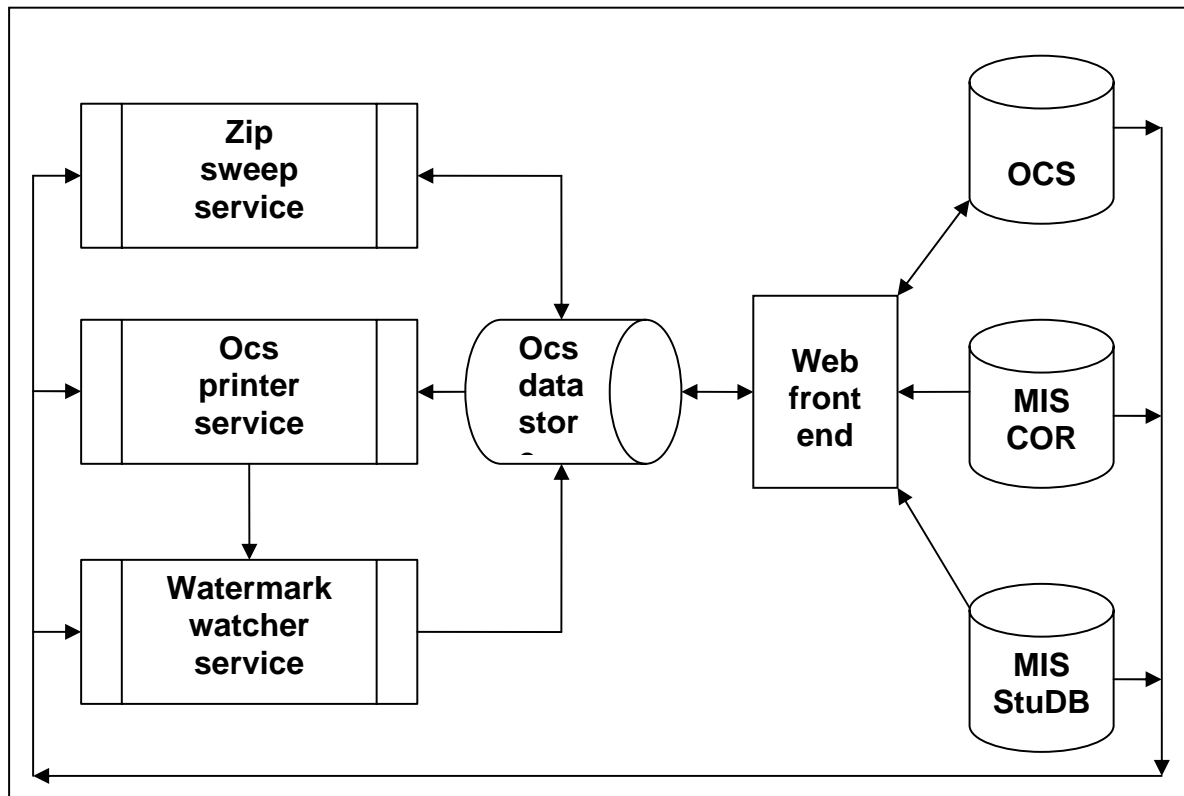 Zip
sweep
service
OCS
Ocs
printer
service
Ocs
data
stor
Web
front
end
MIS
COR
Watermark
watcher
service
MIS
StuDB